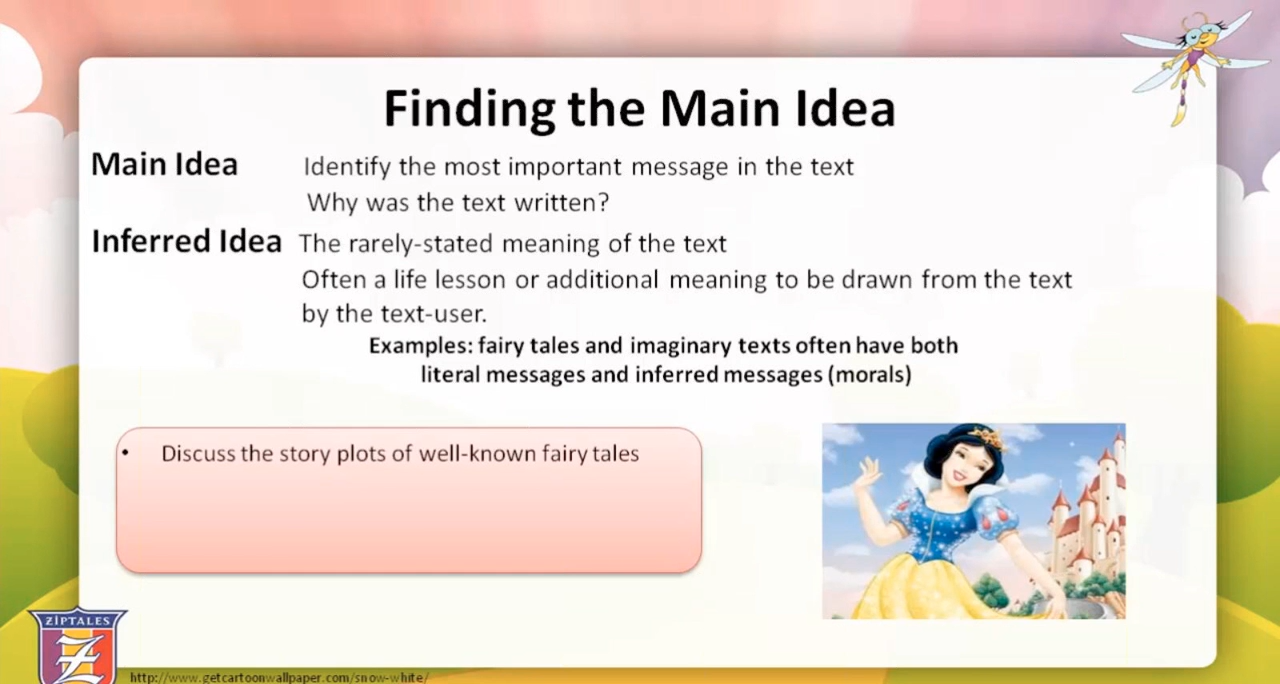 Finding the Main Idea
Main Idea Identify the most important message in the text
Why was the text written?
Inferred Idea The rarely-stated meaning of the text
Often a life lesson or additional meaning to be drawn from the text
by the text-user.
Examples: fairy tales and imaginary texts often have both
literal messages and inferred messages (morals)
• Discuss the story plots of well-known fairy tales
ZIPTALES
Z
http://www.getcartoonwallpaper.com/snow-white/